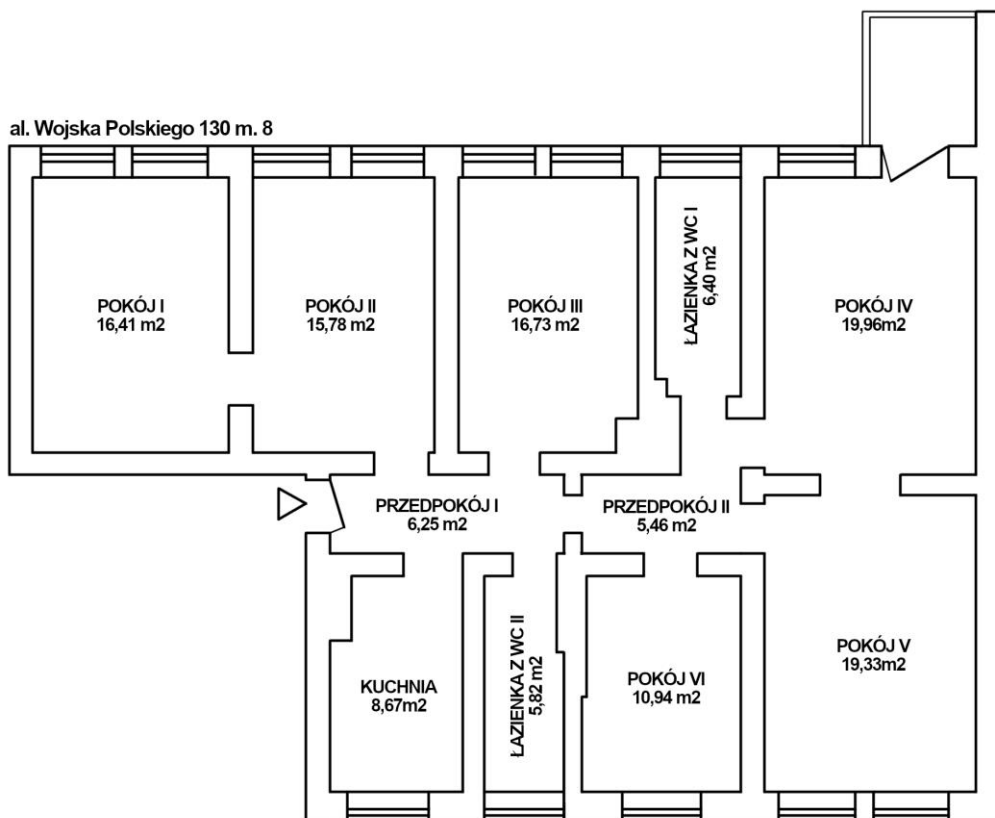 al. Wojska Polskiego 130 m. 8
POKÓJ I
16,41 m2
POKÓJ II
15,78 m2
POKÓJ III
16,73 m2
ŁAZIENKA Z WC I
6,40 m2
POKÓJ IV
19,96m2
PRZEDPOKÓJ I
6,25 m2
PRZEDPOKÓJ II
5,46 m2
KUCHNIA
8,67m2
ŁAZIENKA Z WC II
5,82 m2
POKÓJ VI
10,94 m2
POKÓJ V
19,33m2